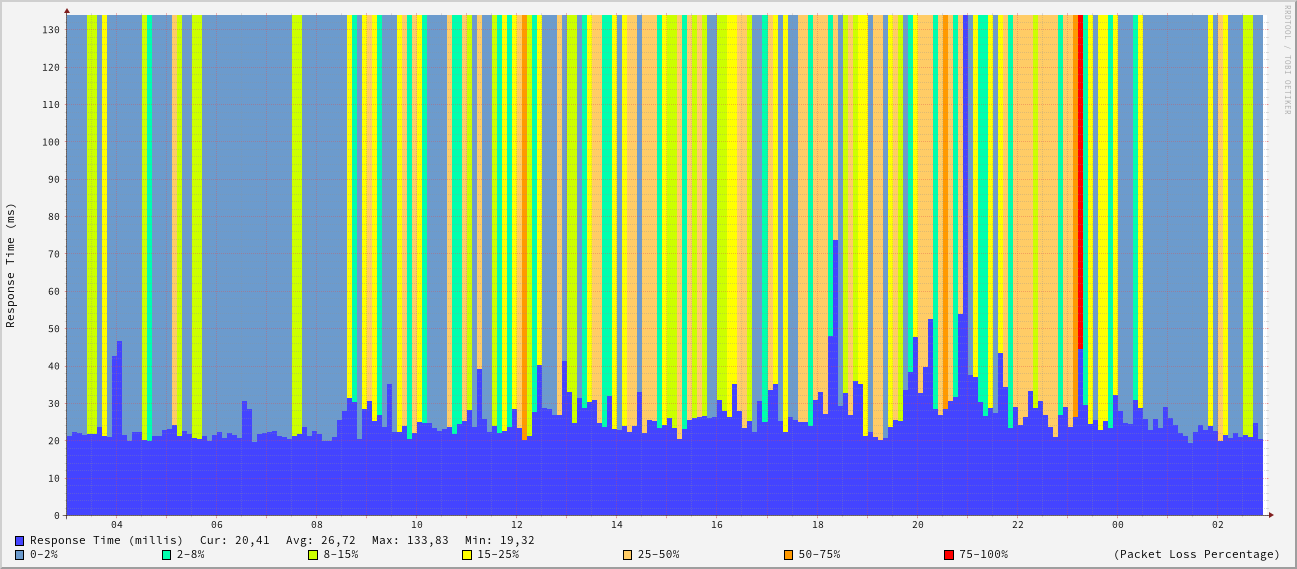 RRDTOOL / TOBI OETIKER
Response Time (ms)
130
120
110
100
90
80
70
60
50
40
30
20
10
0
04 06 08 10 12 14 16 18 20 22 00 02
Response Time (millis) Cur: 20,41 Avg: 26,72 Max: 133,83 Min: 19,32
0-2% 2-8% 8-15% 15-25% 25-50% 50-75% 75-100% (Packet Loss Percentage)